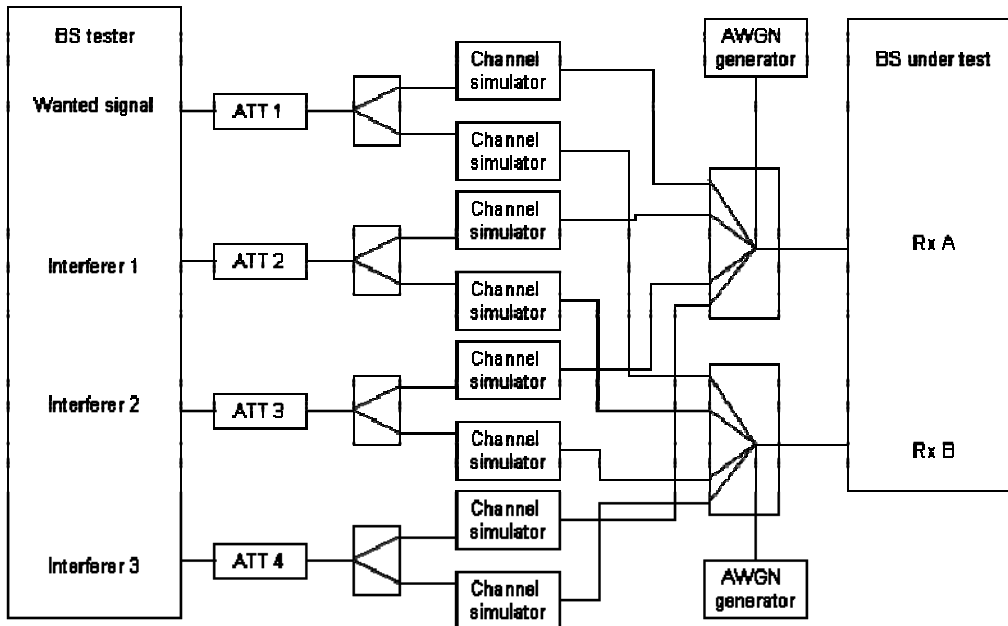 BS tester
Wanted signal
Interferer 1
Interferer 2
Interferer 3
ATT 1
ATT 2
ATT 3
ATT 4
Channel
simulator
Channel
simulator
Channel
simulator
Channel
simulator
Channel
simulator
Channel
simulator
Channel
simulator
Channel
simulator
AWGN
generator
AWGN
generator
BS under test
Rx A
Rx B